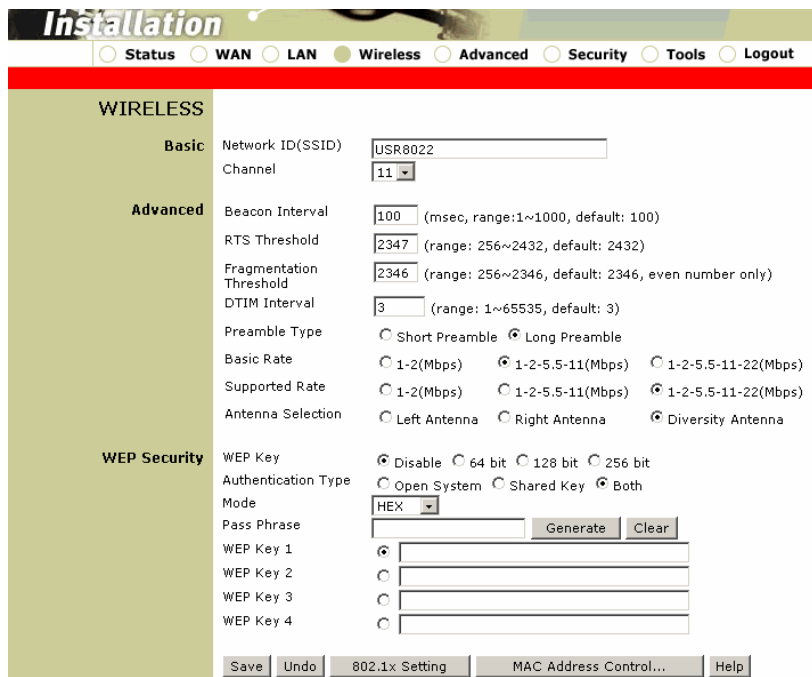 Installation
Status WAN LAN Wireless Advanced Security Tools Logout
WIRELESS
Basic Network ID(SSID) USR8022
Channel 11
Advanced Beacon Interval 100 (msec, range:1~1000, default: 100)
RTS Threshold 2347 (range: 256~2432, default: 2432)
Fragmentation Threshold 2346 (range: 256~2346, default: 2346, even number only)
DTIM Interval 3 (range: 1~65535, default: 3)
Preamble Type Short Preamble Long Preamble
Basic Rate 1-2(Mbps) 1-2-5.5-11(Mbps) 1-2-5.5-11-22(Mbps)
Supported Rate 1-2(Mbps) 1-2-5.5-11(Mbps) 1-2-5.5-11-22(Mbps)
Antenna Selection Left Antenna Right Antenna Diversity Antenna
WEP Security WEP Key Disable 64 bit 128 bit 256 bit
Authentication Type Open System Shared Key Both
Mode HEX
Pass Phrase Generate Clear
WEP Key 1
WEP Key 2
WEP Key 3
WEP Key 4
Save Undo 802.1x Setting MAC Address Control... Help